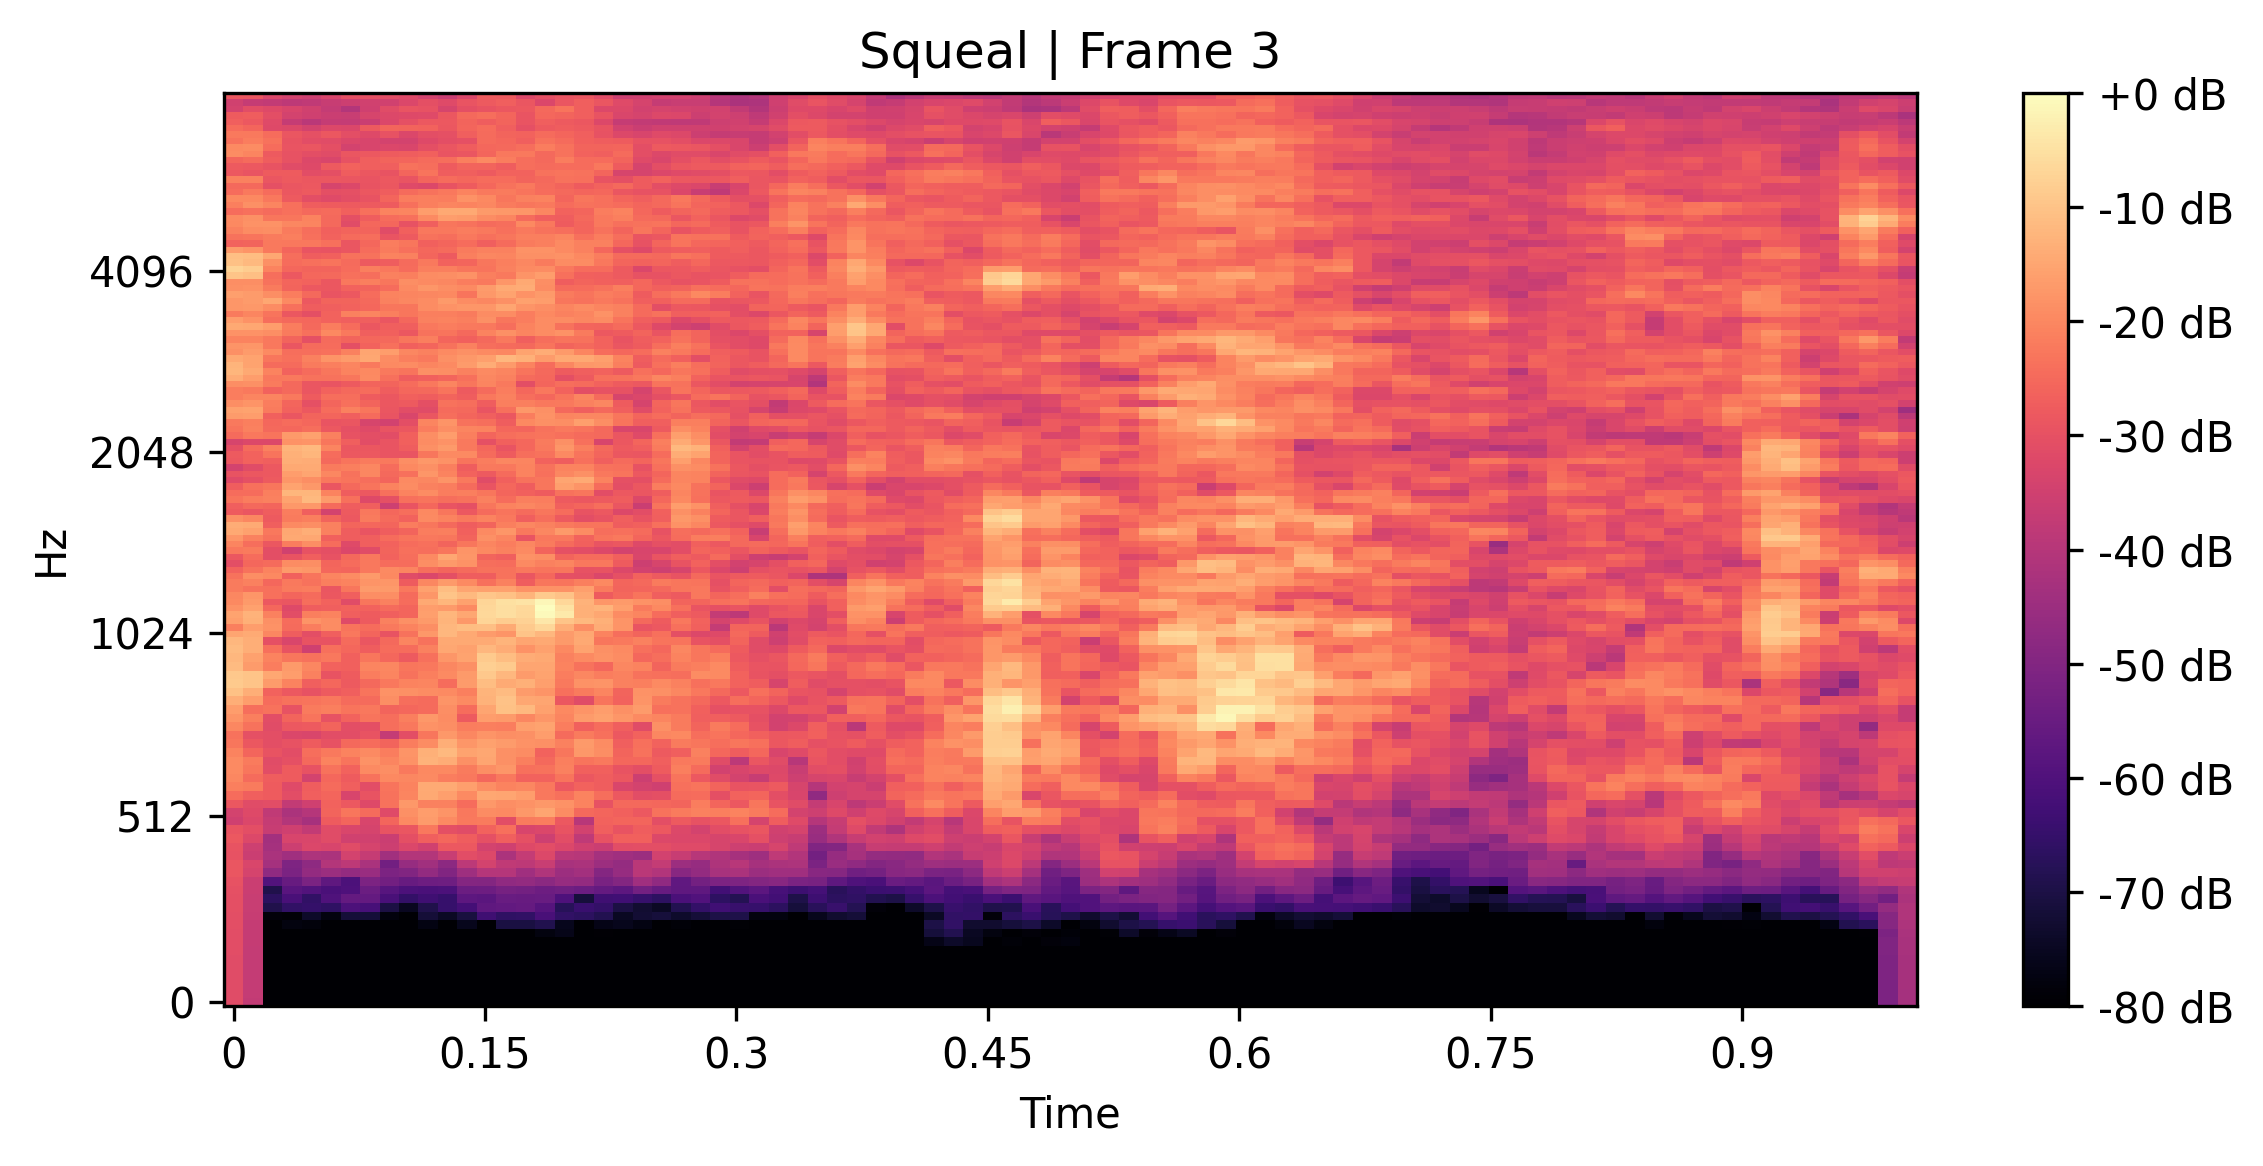 Squeal | Frame 3
+0 dB
-10 dB
-20 dB
-30 dB
-40 dB
-50 dB
-60 dB
-70 dB
-80 dB
4096
2048
1024
512
0
Hz
0 0.15 0.3 0.45 0.6 0.75 0.9
Time